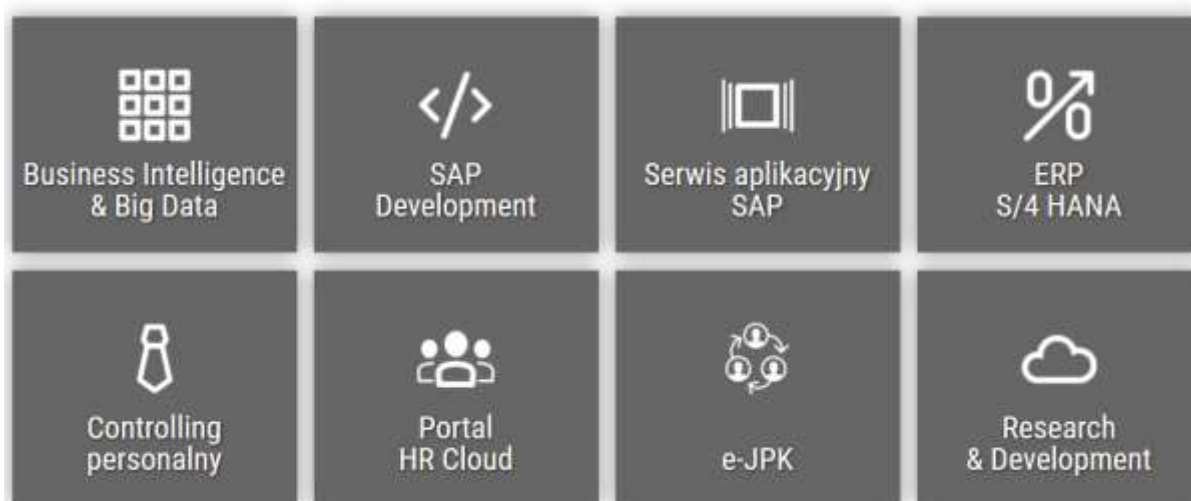 Business Intelligence
& Big Data
SAP
Development
Serwis aplikacyjny
SAP
ERP
S/4 HANA
Controlling
personalny
Portal
HR Cloud
e-JPK
Research
& Development